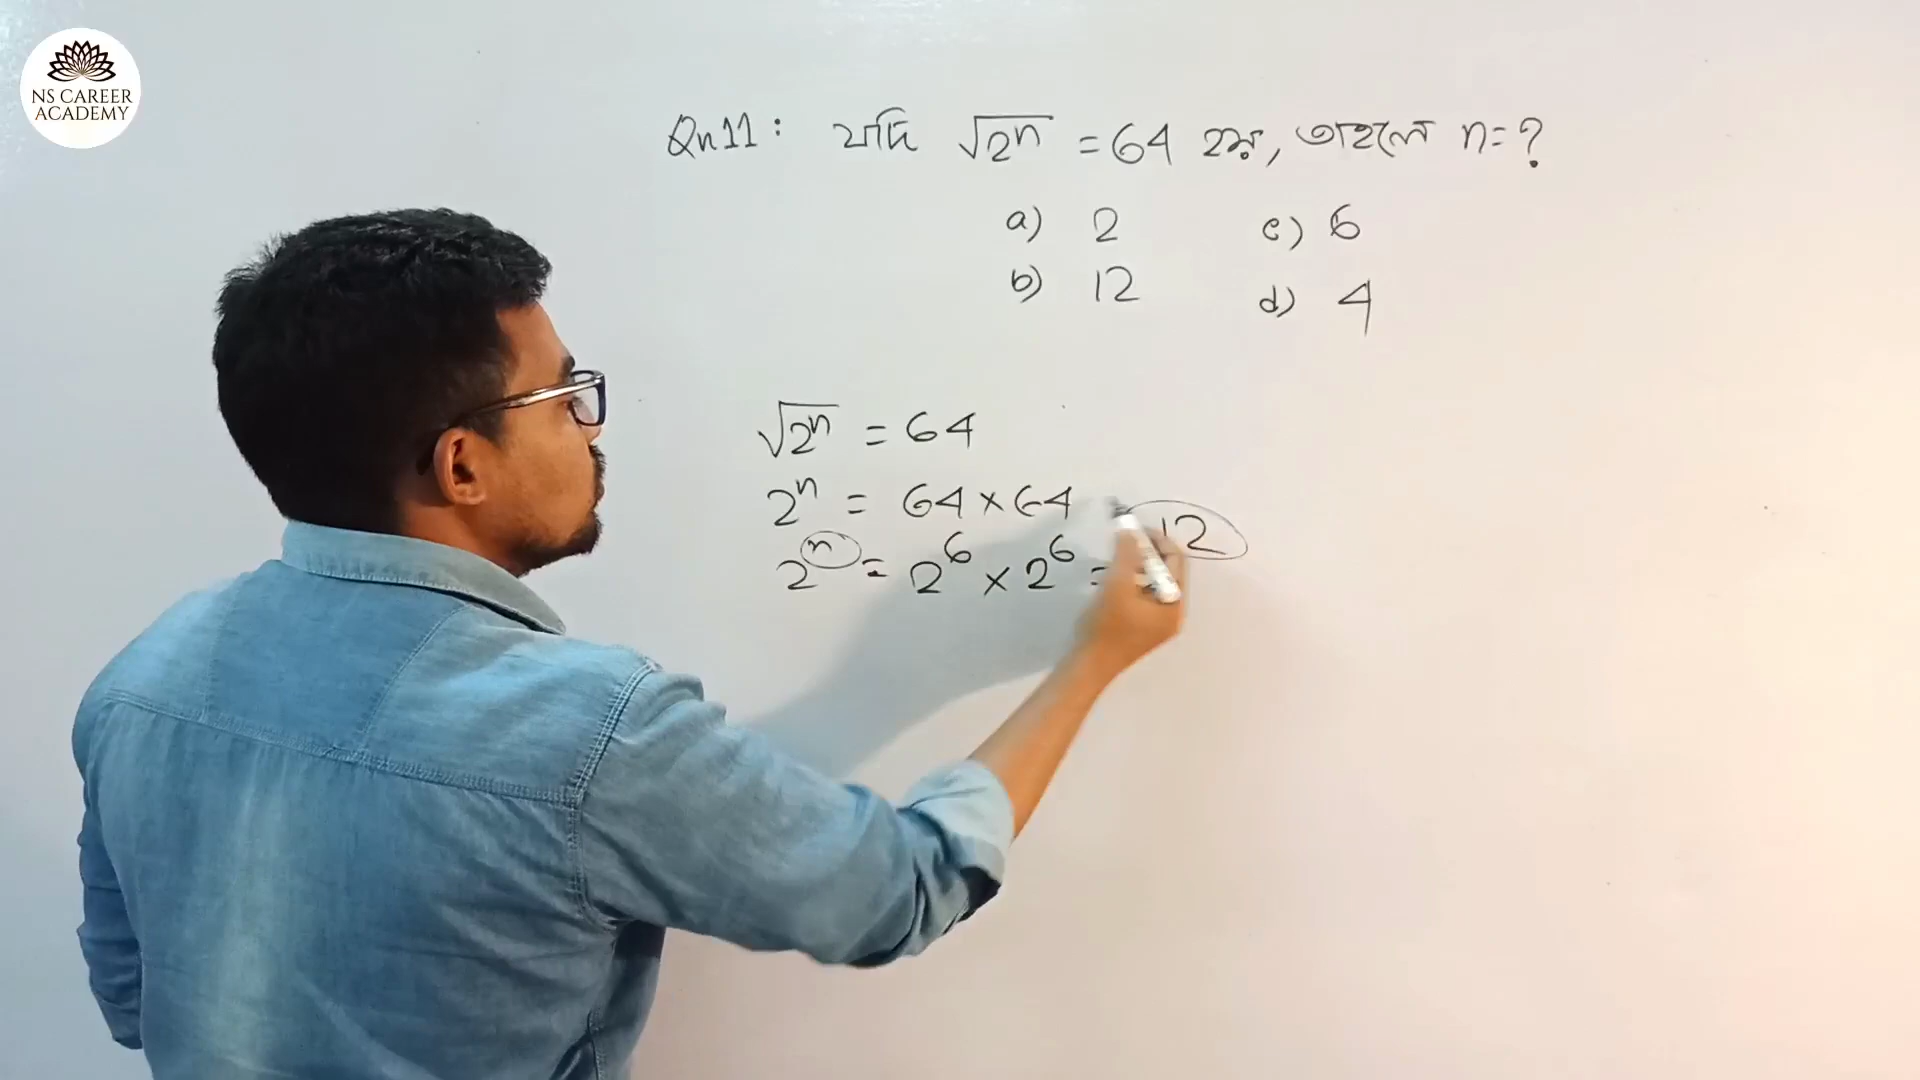 NS CAREER
ACADEMY
Qn11: যদি √2ⁿ = 64 হয়, তাহলে n=?
a) 2 c) 6
b) 12 d) 4
√2ⁿ = 64
2ⁿ = 64 × 64
2ⁿ = 2⁶ × 2⁶ = 12